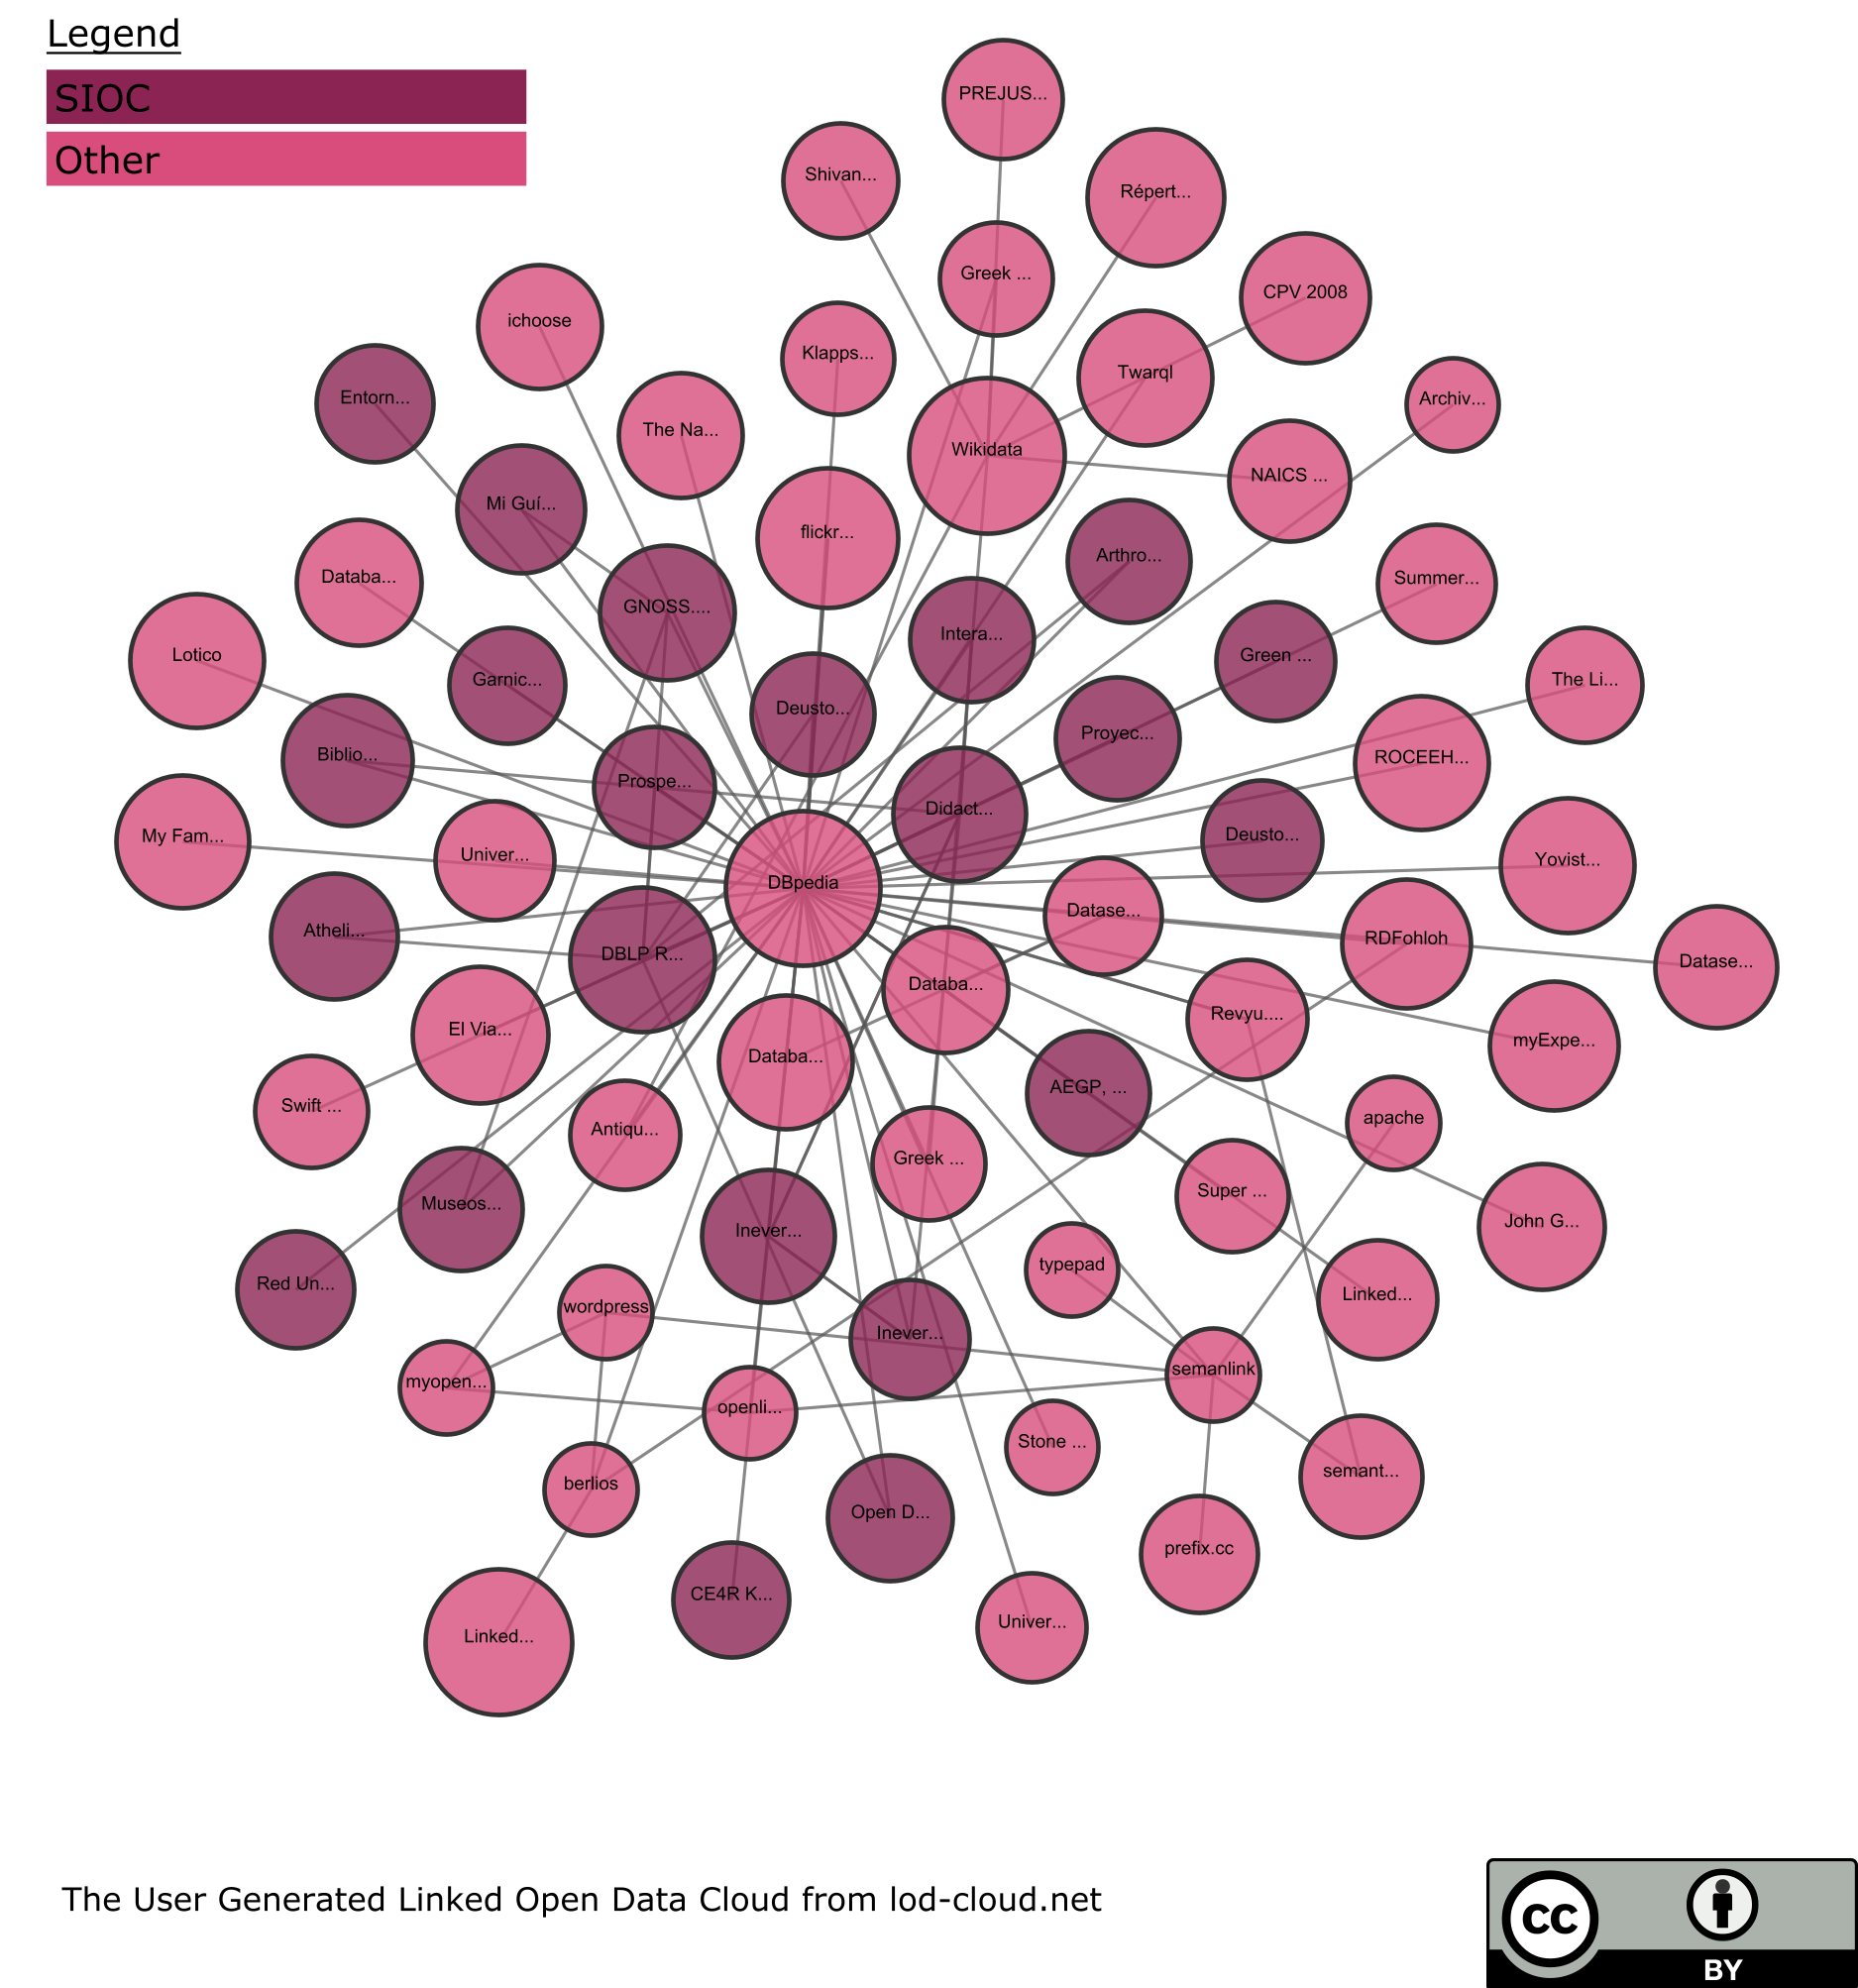 Legend
SIOC
Other
PREJUS...
Shivan...
Répert...
Greek ...
CPV 2008
ichoose
Klapps...
Twarql
Entorn...
Archiv...
The Na...
Wikidata
NAICS ...
Mi Guí...
flickr...
Arthro...
Databa...
Summer...
GNOSS....
Intera...
Lotico
Green ...
Garnic...
The Li...
Deusto...
Proyec...
Biblio...
ROCEEH...
Prospe...
Didact...
My Fam...
Deusto...
Univer...
Yovist...
DBpedia
Datase...
Atheli...
RDFohloh
DBLP R...
Datase...
Databa...
Revyu....
El Via...
myExpe...
Databa...
AEGP, ...
Swift ...
apache
Antiqu...
Greek ...
Super ...
Museos...
John G...
Inever...
typepad
Red Un...
Linked...
wordpress
Inever...
semanlink
myopen...
openli...
Stone ...
semant...
berlios
Open D...
prefix.cc
CE4R K...
Univer...
Linked...
The User Generated Linked Open Data Cloud from lod-cloud.net
cc
BY